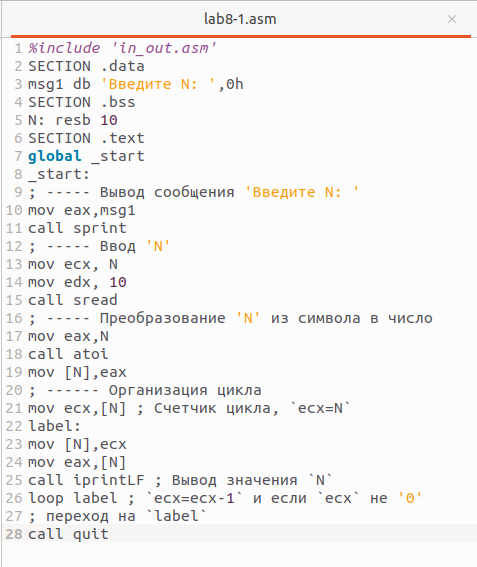 lab8-1.asm
×
1 %include 'in_out.asm'
2 SECTION .data
3 msg1 db 'Введите N: ',0h
4 SECTION .bss
5 N: resb 10
6 SECTION .text
7 global _start
8 _start:
9 ; ----- Вывод сообщения 'Введите N: '
10 mov eax,msg1
11 call sprint
12 ; ----- Ввод 'N'
13 mov ecx, N
14 mov edx, 10
15 call sread
16 ; ----- Преобразование 'N' из символа в число
17 mov eax,N
18 call atoi
19 mov [N],eax
20 ; ------ Организация цикла
21 mov ecx,[N] ; Счетчик цикла, `ecx=N`
22 label:
23 mov [N],ecx
24 mov eax,[N]
25 call iprintLF ; Вывод значения `N`
26 loop label ; `ecx=ecx-1` и если `ecx` не '0'
27 ; переход на `label`
28 call quit